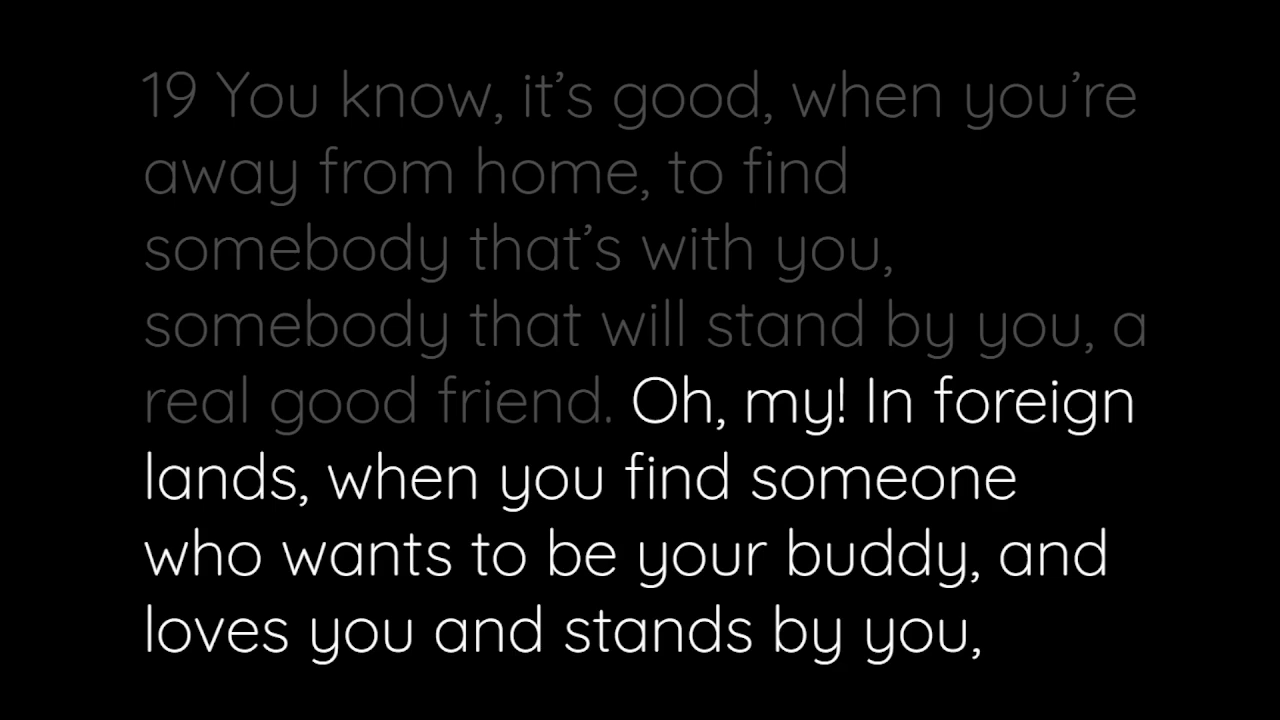 19 You know, it’s good, when you’re
away from home, to find
somebody that’s with you,
somebody that will stand by you, a
real good friend. Oh, my! In foreign
lands, when you find someone
who wants to be your buddy, and
loves you and stands by you,